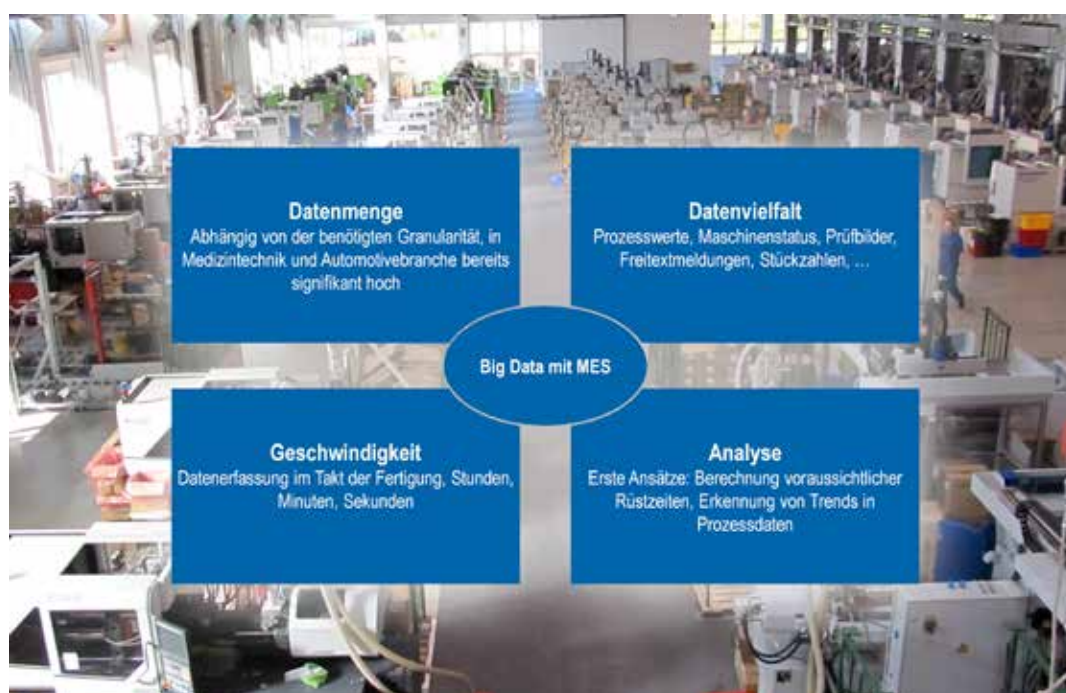 Datenmenge
Abhängig von der benötigten Granularität, in
Medizintechnik und Automotivebranche bereits
signifikant hoch
Datenvielfalt
Prozesswerte, Maschinenstatus, Prüfbilder,
Freitextmeldungen, Stückzahlen, ...
Big Data mit MES
Geschwindigkeit
Datenerfassung im Takt der Fertigung, Stunden,
Minuten, Sekunden
Analyse
Erste Ansätze: Berechnung voraussichtlicher
Rüstzeiten, Erkennung von Trends in
Prozessdaten